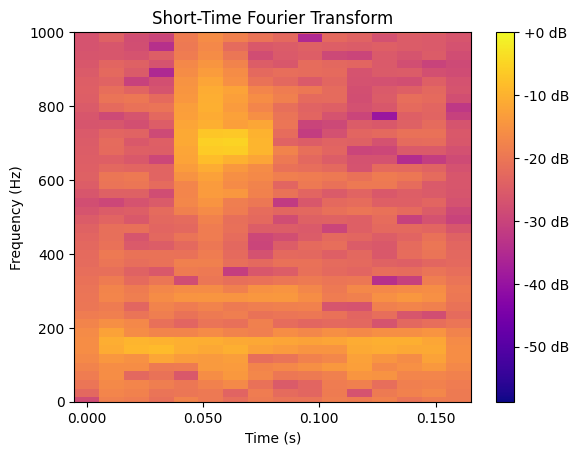 Short-Time Fourier Transform
1000
800
600
400
200
0
Frequency (Hz)
0.000
0.050
0.100
0.150
Time (s)
+0 dB
-10 dB
-20 dB
-30 dB
-40 dB
-50 dB